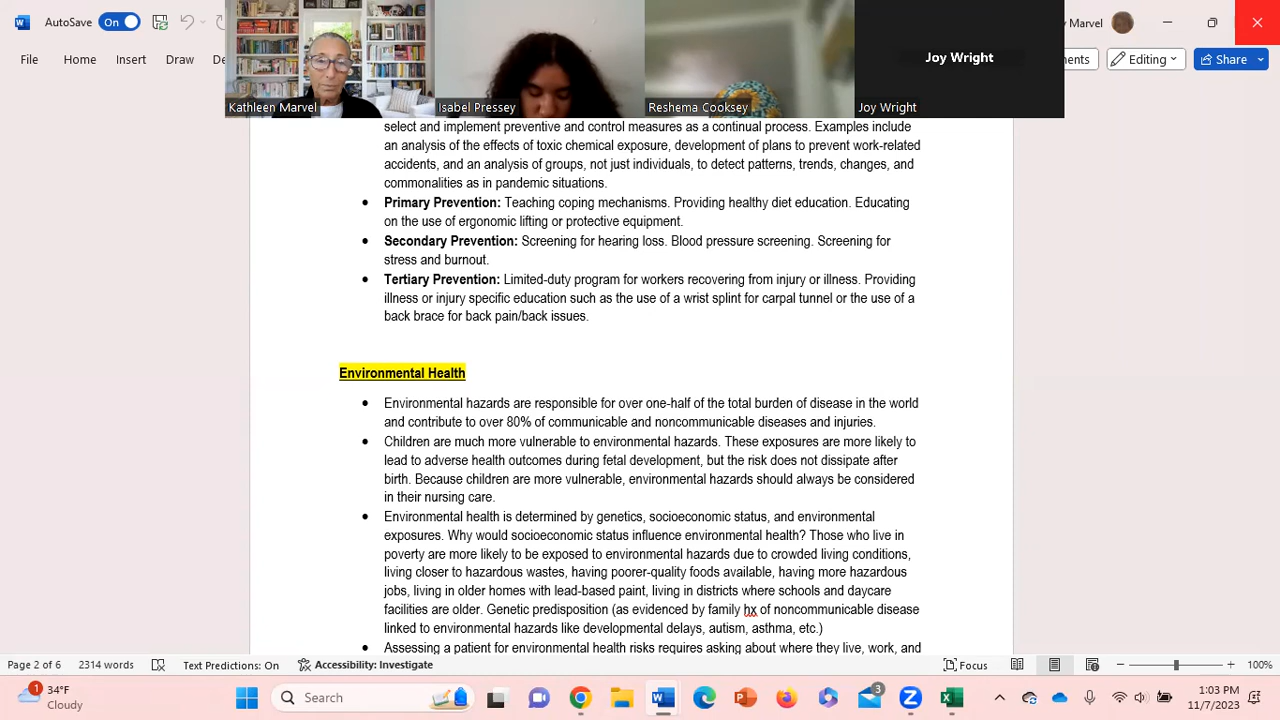 AutoSave On
y Marvel
File Home Insert Draw De
ments Editing Share
Joy Wright
Kathleen Marvel Isabel Pressey Reshema Cooksey Joy Wright
select and implement preventive and control measures as a continual process. Examples include
an analysis of the effects of toxic chemical exposure, development of plans to prevent work-related
accidents, and an analysis of groups, not just individuals, to detect patterns, trends, changes, and
commonalities as in pandemic situations.
• Primary Prevention: Teaching coping mechanisms. Providing healthy diet education. Educating
on the use of ergonomic lifting or protective equipment.
• Secondary Prevention: Screening for hearing loss. Blood pressure screening. Screening for
stress and burnout.
• Tertiary Prevention: Limited-duty program for workers recovering from injury or illness. Providing
illness or injury specific education such as the use of a wrist splint for carpal tunnel or the use of a
back brace for back pain/back issues.
Environmental Health
• Environmental hazards are responsible for over one-half of the total burden of disease in the world
and contribute to over 80% of communicable and noncommunicable diseases and injuries.
• Children are much more vulnerable to environmental hazards. These exposures are more likely to
lead to adverse health outcomes during fetal development, but the risk does not dissipate after
birth. Because children are more vulnerable, environmental hazards should always be considered
in their nursing care.
• Environmental health is determined by genetics, socioeconomic status, and environmental
exposures. Why would socioeconomic status influence environmental health? Those who live in
poverty are more likely to be exposed to environmental hazards due to crowded living conditions,
living closer to hazardous wastes, having poorer-quality foods available, having more hazardous
jobs, living in older homes with lead-based paint, living in districts where schools and daycare
facilities are older. Genetic predisposition (as evidenced by family hx of noncommunicable disease
linked to environmental hazards like developmental delays, autism, asthma, etc.)
• Assessing a patient for environmental health risks requires asking about where they live, work, and
Page 2 of 6 2314 words Text Predictions: On Accessibility: Investigate Focus 100%
1 34°F
Cloudy
Search
3
1:03 PM
11/7/2023